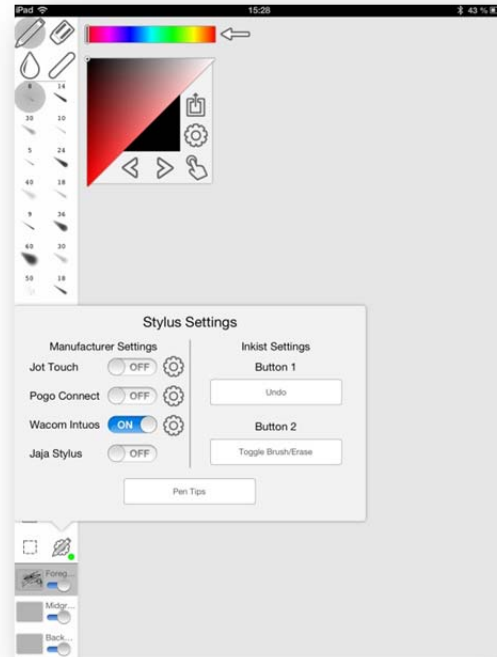 iPad 15:28 43 %
8 14
30 10
5 24
40 18
9 36
60 30
50 18
Stylus Settings
Manufacturer Settings
Jot Touch OFF
Pogo Connect OFF
Wacom Intuos ON
Jaja Stylus OFF
Inkist Settings
Button 1
Undo
Button 2
Toggle Brush/Erase
Pen Tips
Foreg...
Midgr...
Back...